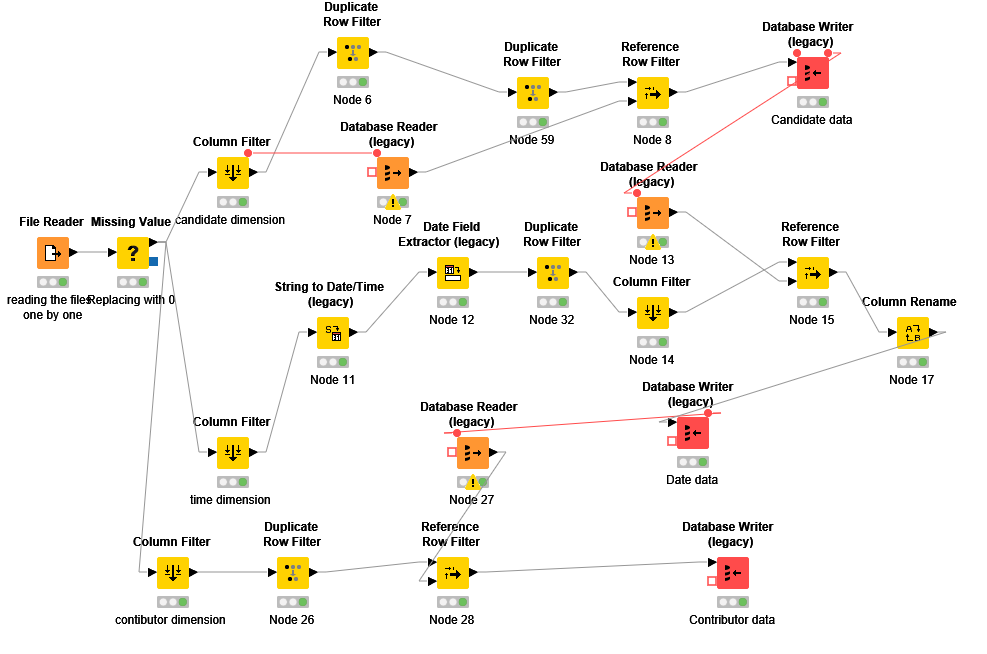 Duplicate
Row Filter
Node 6
Duplicate
Row Filter
Node 59
Reference
Row Filter
Node 8
Database Writer
(legacy)
Candidate data
Column Filter
candidate dimension
Database Reader
(legacy)
Node 7
Database Reader
(legacy)
Node 13
File Reader
reading the files
one by one
Missing Value
?
Replacing with 0
String to Date/Time
(legacy)
S
Node 11
Date Field
Extractor (legacy)
Node 12
Duplicate
Row Filter
Node 32
Column Filter
Node 14
Reference
Row Filter
Node 15
Column Rename
A
B
Node 17
Column Filter
time dimension
Database Reader
(legacy)
Node 27
Database Writer
(legacy)
Date data
Column Filter
contibutor dimension
Duplicate
Row Filter
Node 26
Reference
Row Filter
Node 28
Database Writer
(legacy)
Contributor data